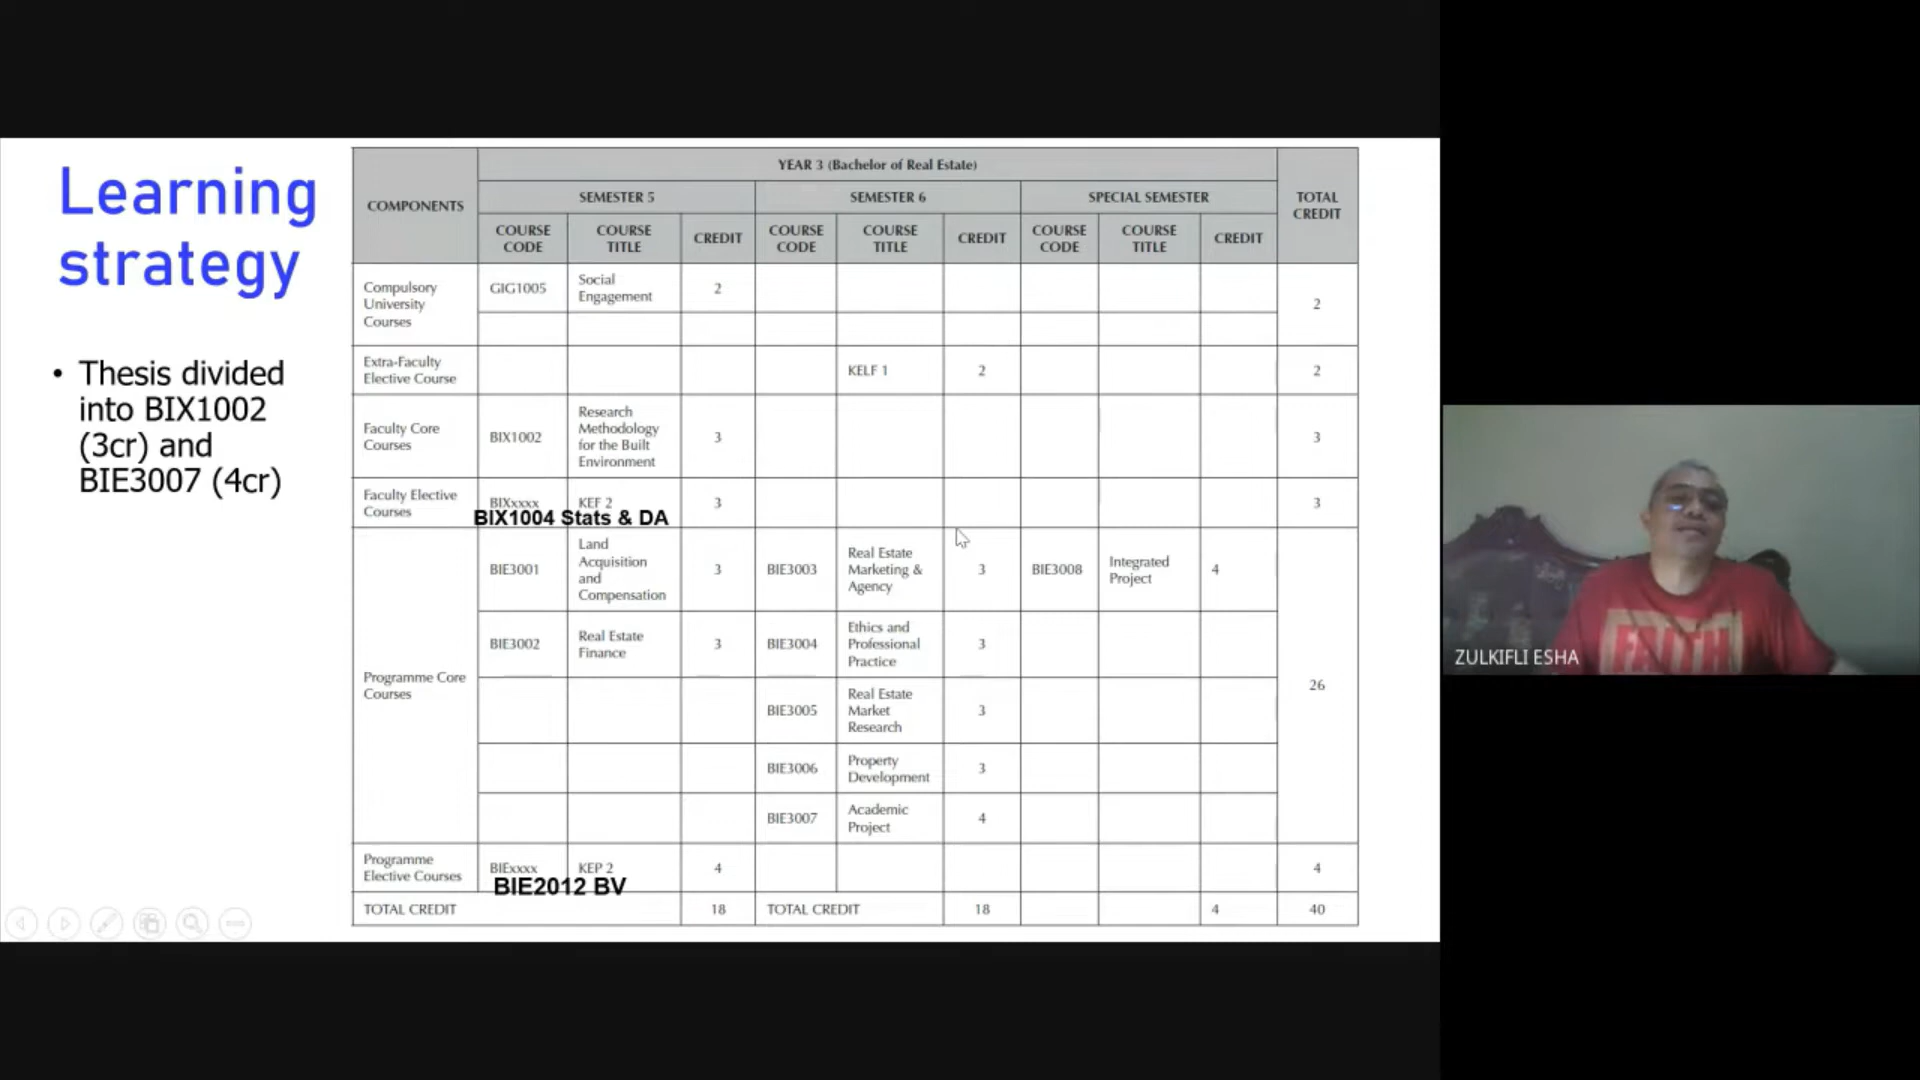 Learning
strategy
• Thesis divided
into BIX1002
(3cr) and
BIE3007 (4cr)
COMPONENTS
YEAR 3 (Bachelor of Real Estate)
TOTAL
CREDIT
SEMESTER 5
SEMESTER 6
SPECIAL SEMESTER
COURSE
CODE
COURSE
TITLE
CREDIT
COURSE
CODE
COURSE
TITLE
CREDIT
COURSE
CODE
COURSE
TITLE
CREDIT
Compulsory
University
Courses
GIG1005
Social
Engagement
2
2
Extra-Faculty
Elective Course
KELF 1
2
2
Faculty Core
Courses
BIX1002
Research
Methodology
for the Built
Environment
3
3
Faculty Elective
Courses
BIXxxxx
KEF 2
3
3
BIX1004 Stats & DA
Programme Core
Courses
BIE3001
Land
Acquisition
and
Compensation
3
BIE3003
Real Estate
Marketing &
Agency
3
BIE3008
Integrated
Project
4
26
BIE3002
Real Estate
Finance
3
BIE3004
Ethics and
Professional
Practice
3
BIE3005
Real Estate
Market
Research
3
BIE3006
Property
Development
3
BIE3007
Academic
Project
4
Programme
Elective Courses
BIExxxx
KEP 2
4
4
BIE2012 BV
TOTAL CREDIT
18
TOTAL CREDIT
18
4
40
FAITH
ZULKIFLI ESHA